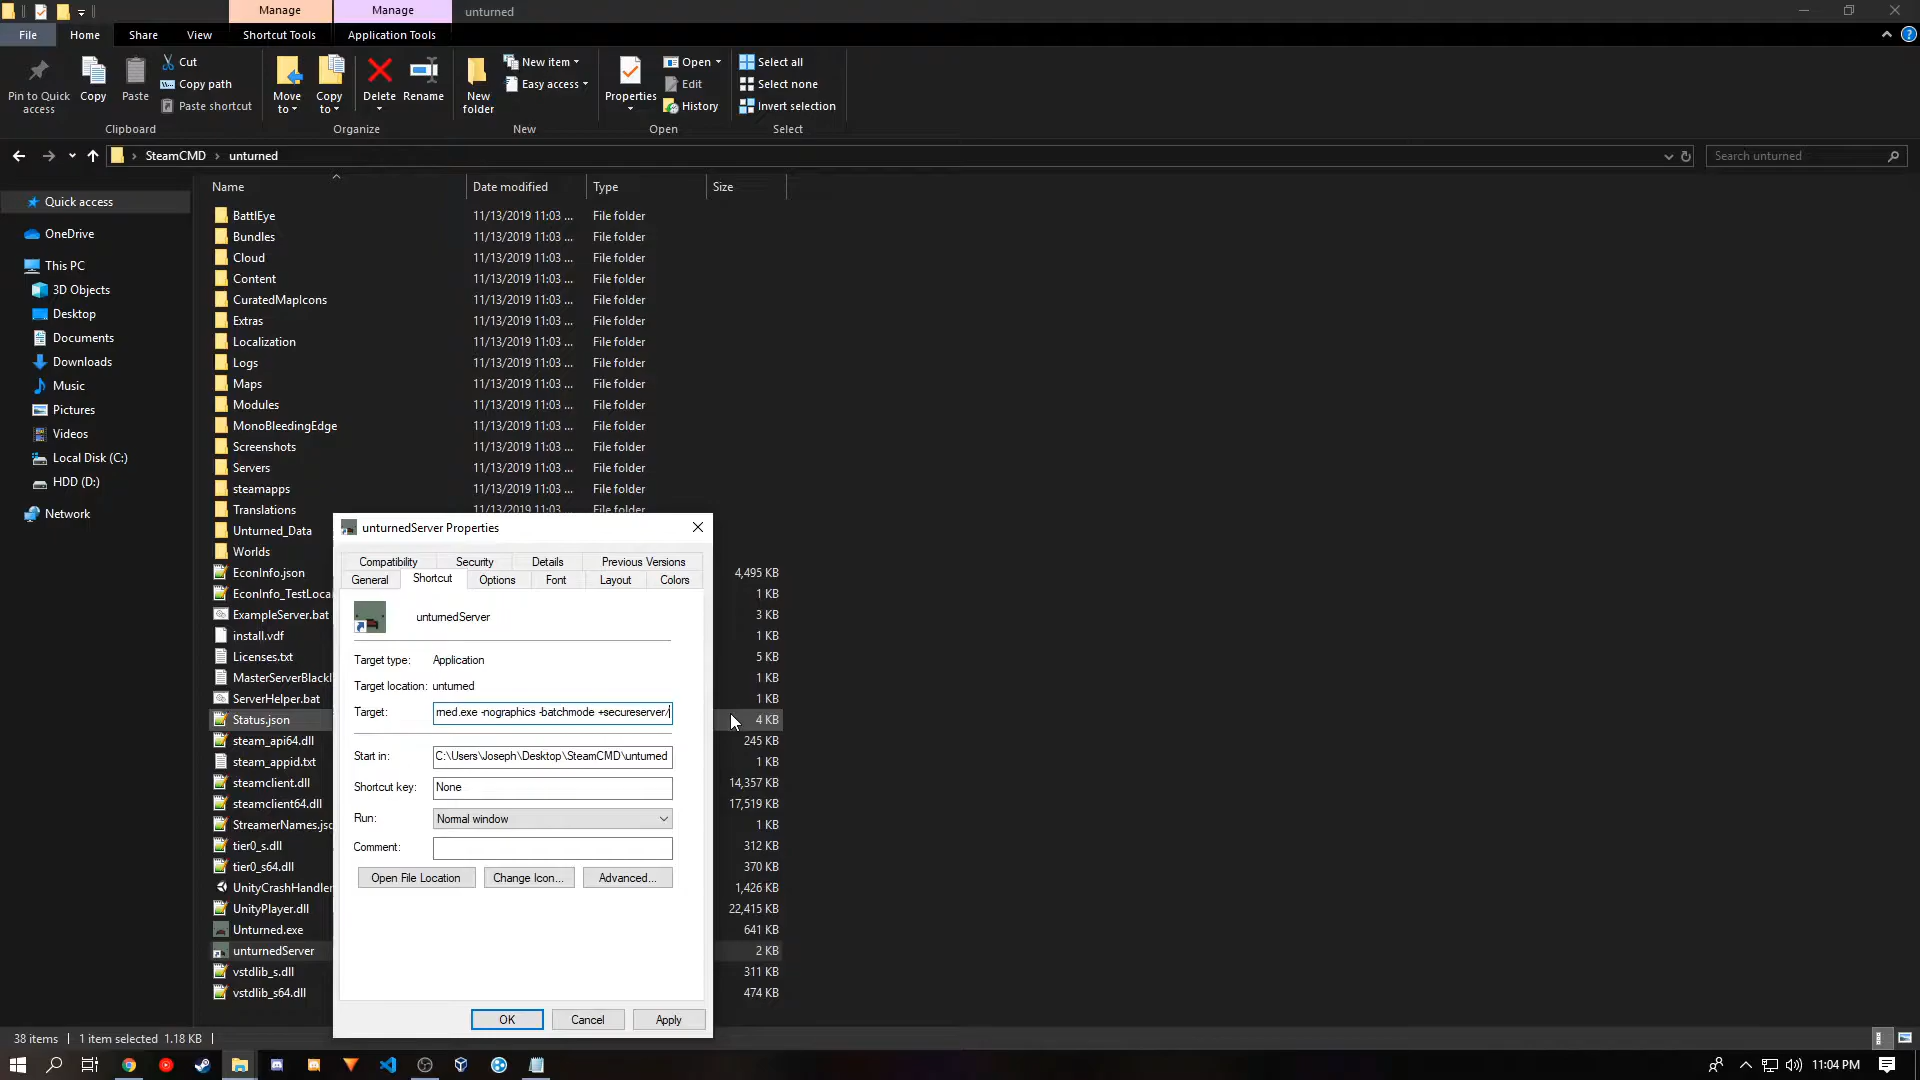 Manage
Manage
unturned
File
Home
Share
View
Shortcut Tools
Application Tools
Pin to Quick access
Copy
Paste
Cut
Copy path
Paste shortcut
Move to
Copy to
Delete
Rename
New folder
New item
Easy access
Properties
Open
Edit
History
Select all
Select none
Invert selection
Clipboard
Organize
New
Open
Select
SteamCMD
unturned
Search unturned
Name
Date modified
Type
Size
Quick access
OneDrive
This PC
3D Objects
Desktop
Documents
Downloads
Music
Pictures
Videos
Local Disk (C:)
HDD (D:)
Network
BattlEye 11/13/2019 11:03 ... File folder
Bundles 11/13/2019 11:03 ... File folder
Cloud 11/13/2019 11:03 ... File folder
Content 11/13/2019 11:03 ... File folder
CuratedMapIcons 11/13/2019 11:03 ... File folder
Extras 11/13/2019 11:03 ... File folder
Localization 11/13/2019 11:03 ... File folder
Logs 11/13/2019 11:03 ... File folder
Maps 11/13/2019 11:03 ... File folder
Modules 11/13/2019 11:03 ... File folder
MonoBleedingEdge 11/13/2019 11:03 ... File folder
Screenshots 11/13/2019 11:03 ... File folder
Servers 11/13/2019 11:03 ... File folder
steamapps 11/13/2019 11:03 ... File folder
Translations 11/13/2019 11:03 ... File folder
Unturned_Data
Worlds
EconInfo.json 4,495 KB
EconInfo_TestLoca 1 KB
ExampleServer.bat 3 KB
install.vdf 1 KB
Licenses.txt 5 KB
MasterServerBlackl 1 KB
ServerHelper.bat 1 KB
Status.json 4 KB
steam_api64.dll 245 KB
steam_appid.txt 1 KB
steamclient.dll 14,357 KB
steamclient64.dll 17,519 KB
StreamerNames.jsc 1 KB
tier0_s.dll 312 KB
tier0_s64.dll 370 KB
UnityCrashHandler 1,426 KB
UnityPlayer.dll 22,415 KB
Unturned.exe 641 KB
unturnedServer 2 KB
vstdlib_s.dll 311 KB
vstdlib_s64.dll 474 KB
unturnedServer Properties
Compatibility
Security
Details
Previous Versions
General
Shortcut
Options
Font
Layout
Colors
unturnedServer
Target type: Application
Target location: unturned
Target: rned.exe -nographics -batchmode +secureserver/
Start in: C:\Users\Joseph\Desktop\SteamCMD\unturned
Shortcut key: None
Run: Normal window
Comment:
Open File Location
Change Icon...
Advanced...
OK
Cancel
Apply
38 items
1 item selected 1.18 KB
11:04 PM